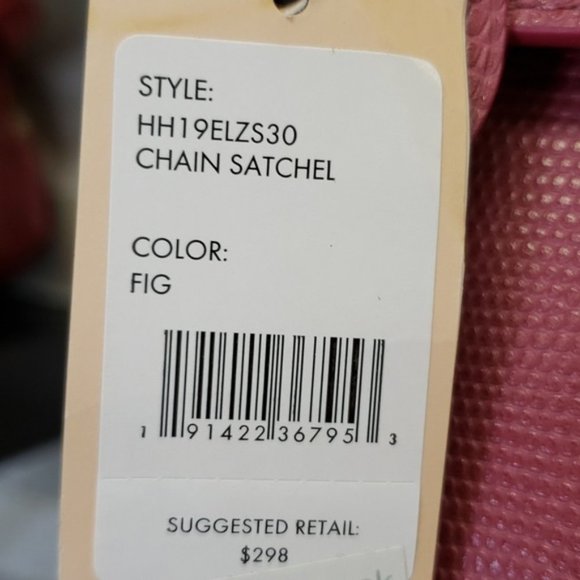 STYLE:
HH19ELZS30
CHAIN SATCHEL
COLOR:
FIG
1 91422 36795 3
SUGGESTED RETAIL:
$298